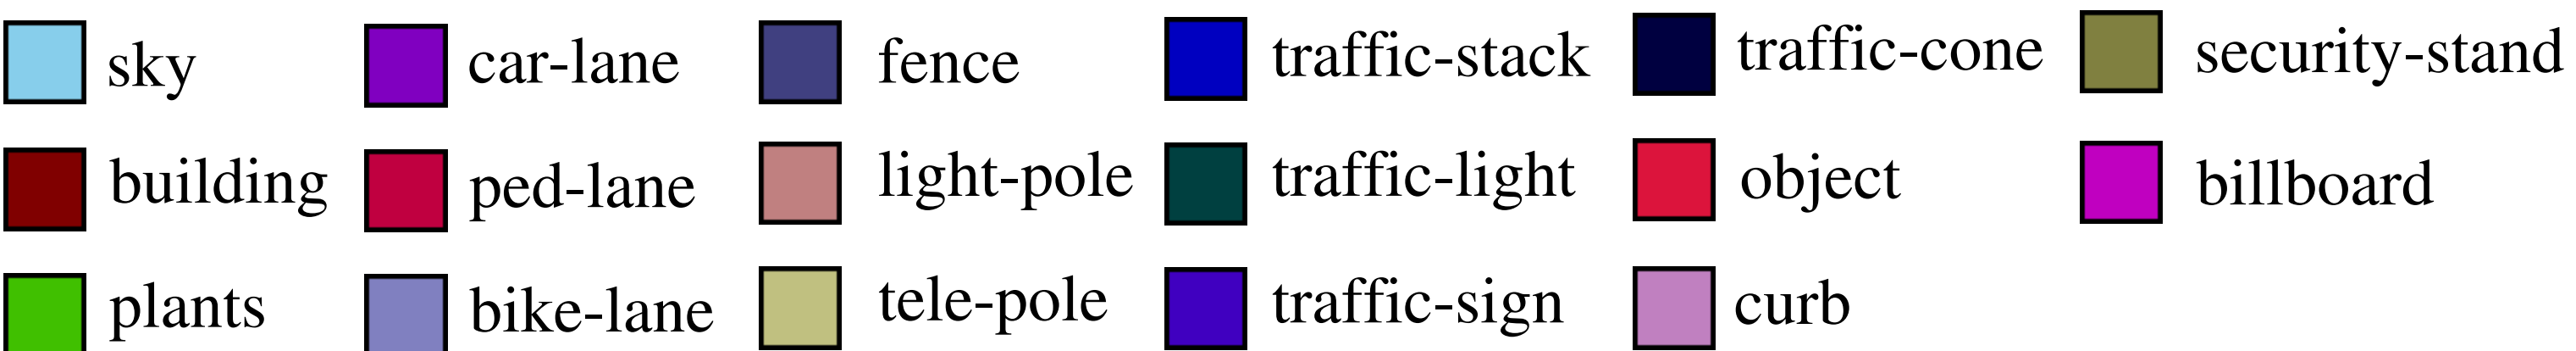 sky car-lane fence traffic-stack traffic-cone security-stand
building ped-lane light-pole traffic-light object billboard
plants bike-lane tele-pole traffic-sign curb